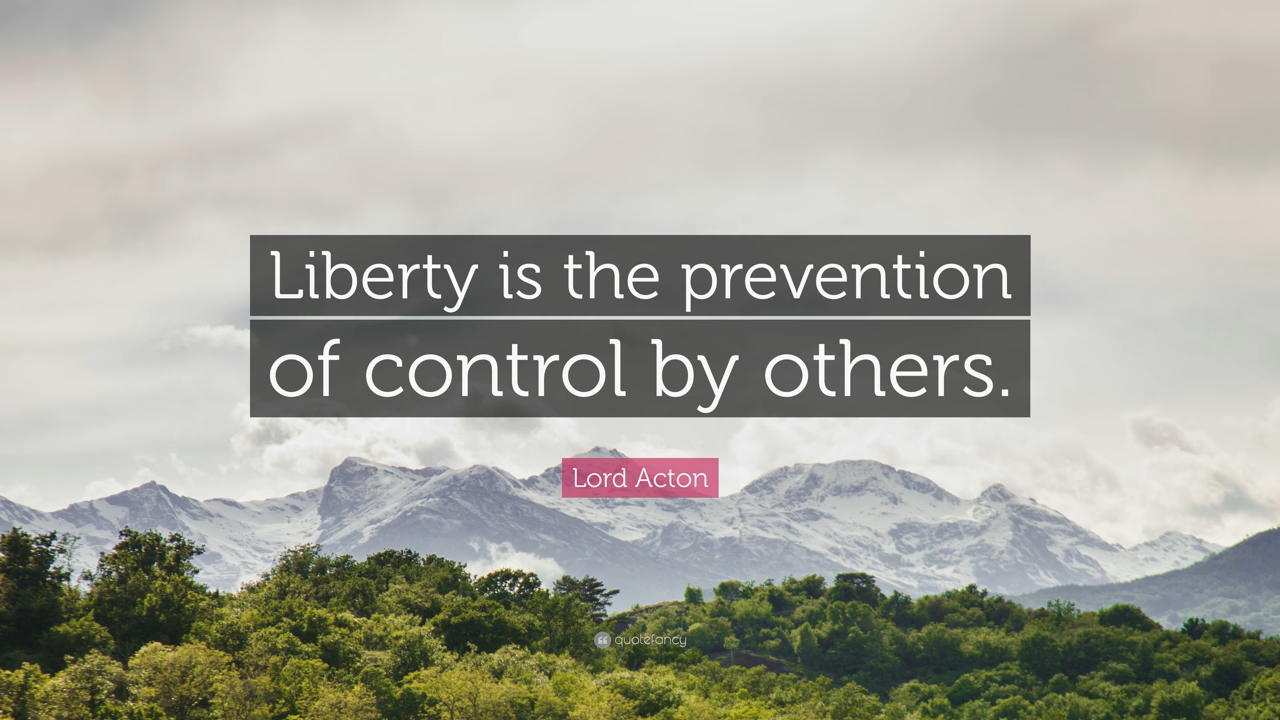 Liberty is the prevention
of control by others.
Lord Acton
quotefancy